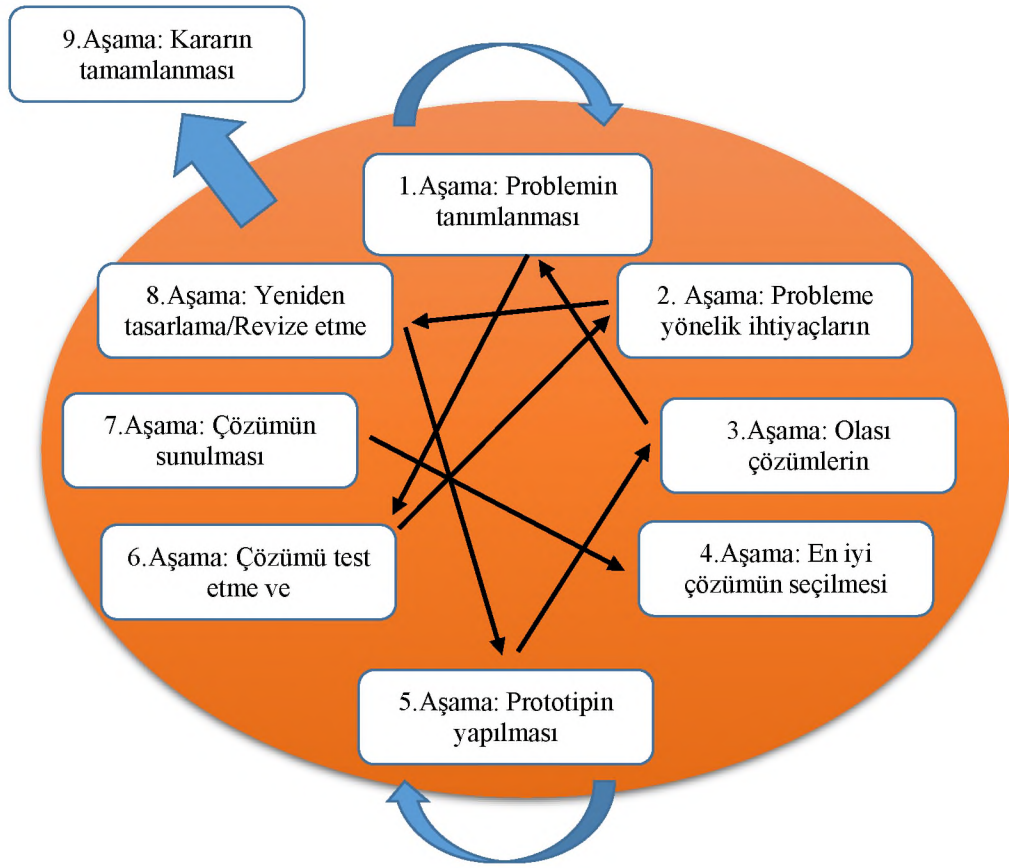 9.Aşama: Kararın
tamamlanması
1.Aşama: Problemin
tanımlanması
8.Aşama: Yeniden
tasarlama/Revize etme
2. Aşama: Probleme
yönelik ihtiyaçların
7.Aşama: Çözümün
sunulması
3.Aşama: Olası
çözümlerin
6.Aşama: Çözümü test
etme ve
4.Aşama: En iyi
çözümün seçilmesi
5.Aşama: Prototipin
yapılması